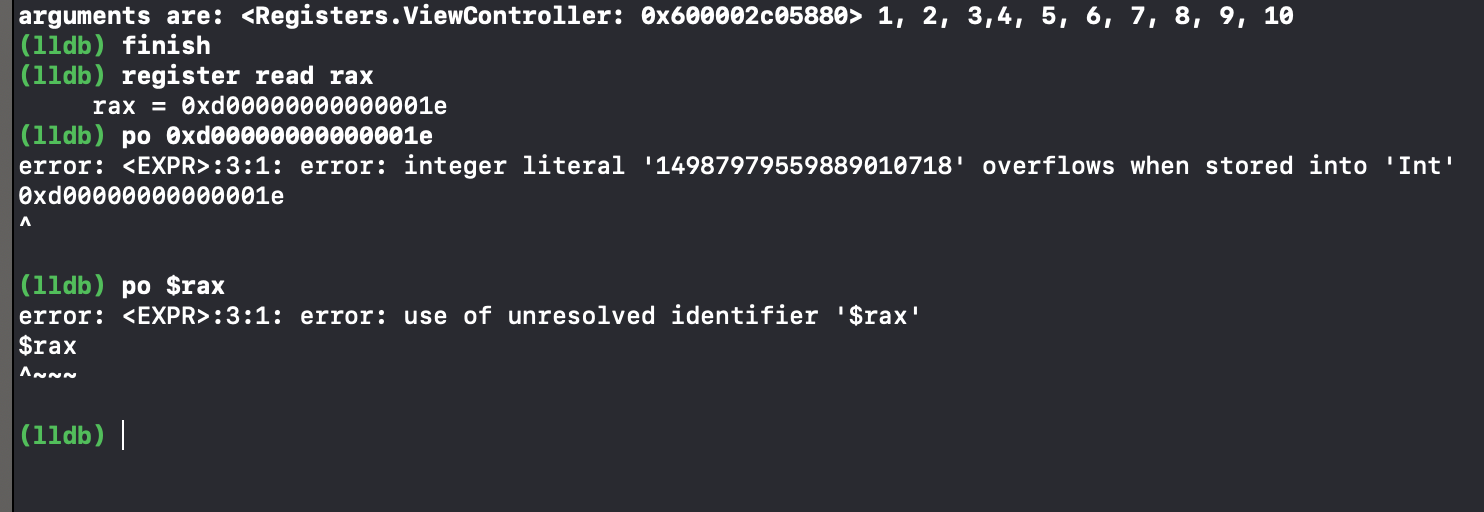 arguments are: <Registers.ViewController: 0x600002c05880> 1, 2, 3,4, 5, 6, 7, 8, 9, 10
(lldb) finish
(lldb) register read rax
     rax = 0xd00000000000001e
(lldb) po 0xd00000000000001e
error: <EXPR>:3:1: error: integer literal '14987979559889010718' overflows when stored into 'Int'
0xd00000000000001e
^
(lldb) po $rax
error: <EXPR>:3:1: error: use of unresolved identifier '$rax'
$rax
^~~~
(lldb)